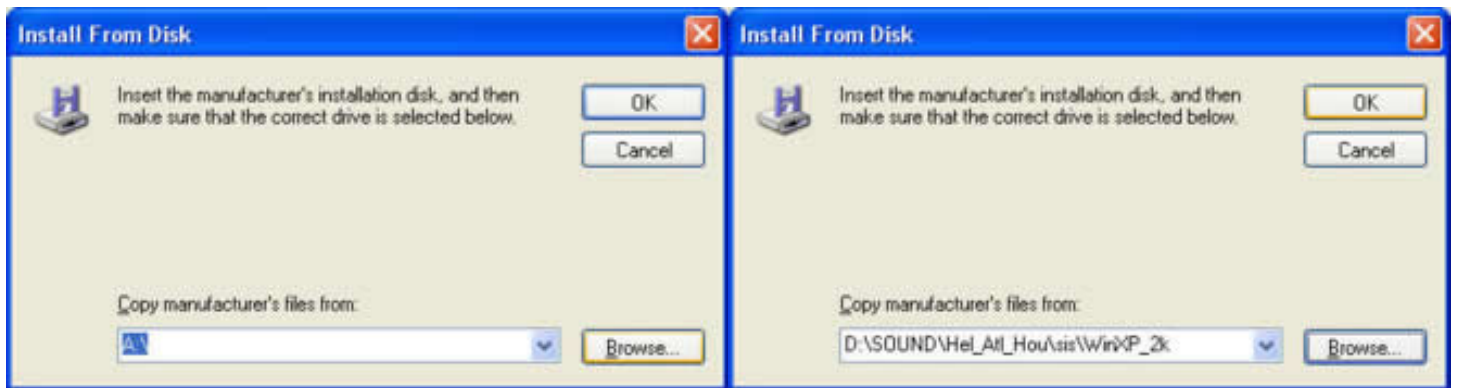 Install From Disk
Insert the manufacturer's installation disk, and then
make sure that the correct drive is selected below.
OK
Cancel
Copy manufacturer's files from:
A:\
Browse...
Install From Disk
Insert the manufacturer's installation disk, and then
make sure that the correct drive is selected below.
OK
Cancel
Copy manufacturer's files from:
D:\SOUND\Hel_Atl_Hou\sis\WinXP_2k
Browse...